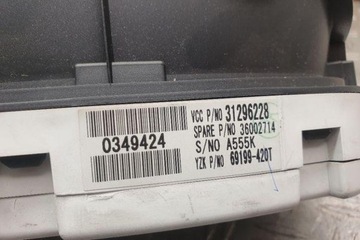 VCC P/NO 31296228
SPARE P/NO 36002714
0349424
S/NO A555K
YZK P/NO 69199-420T